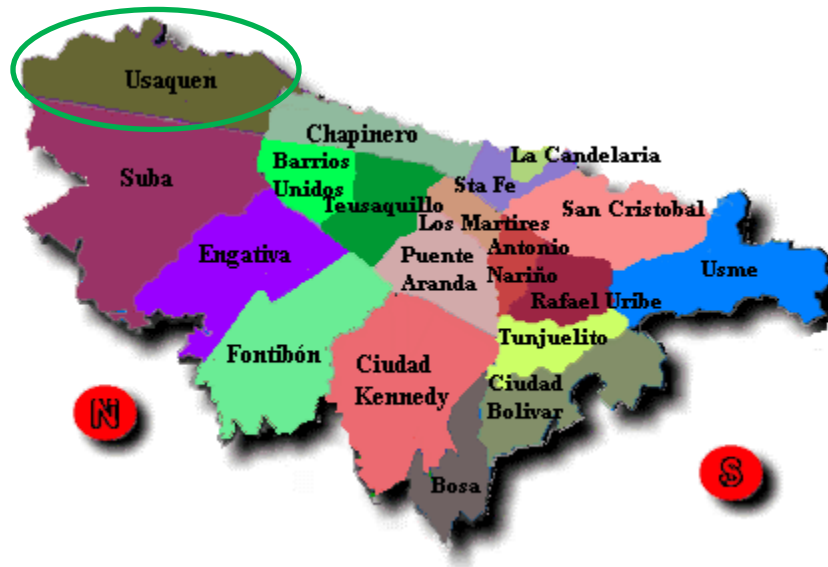 Usaquen
Chapinero
La Candelaria
Barrios
Unidos
Suba
Sta Fe
Teusaquillo
San Cristobal
Los Martires
Engativa
Antonio
Nariño
Puente
Aranda
Usme
Rafael Uribe
Tunjuelito
Fontibón
Ciudad
Kennedy
Ciudad
Bolivar
N
S
Bosa